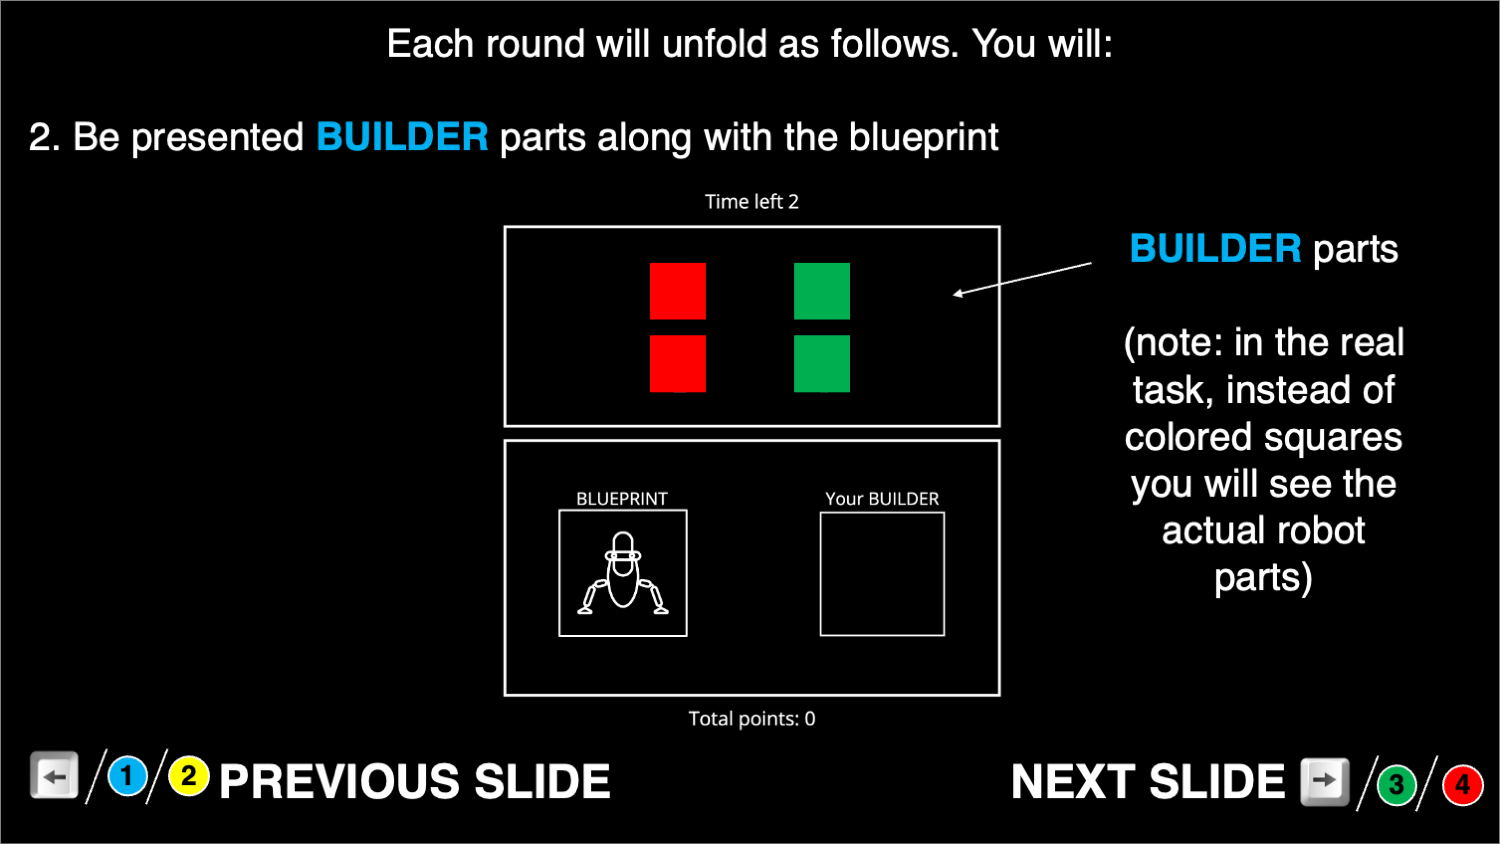 Each round will unfold as follows. You will:
2. Be presented BUILDER parts along with the blueprint
Time left 2
BUILDER parts
(note: in the real
task, instead of
colored squares
you will see the
actual robot
parts)
BLUEPRINT
Your BUILDER
Total points: 0
←/1/2 PREVIOUS SLIDE
NEXT SLIDE →/3/4